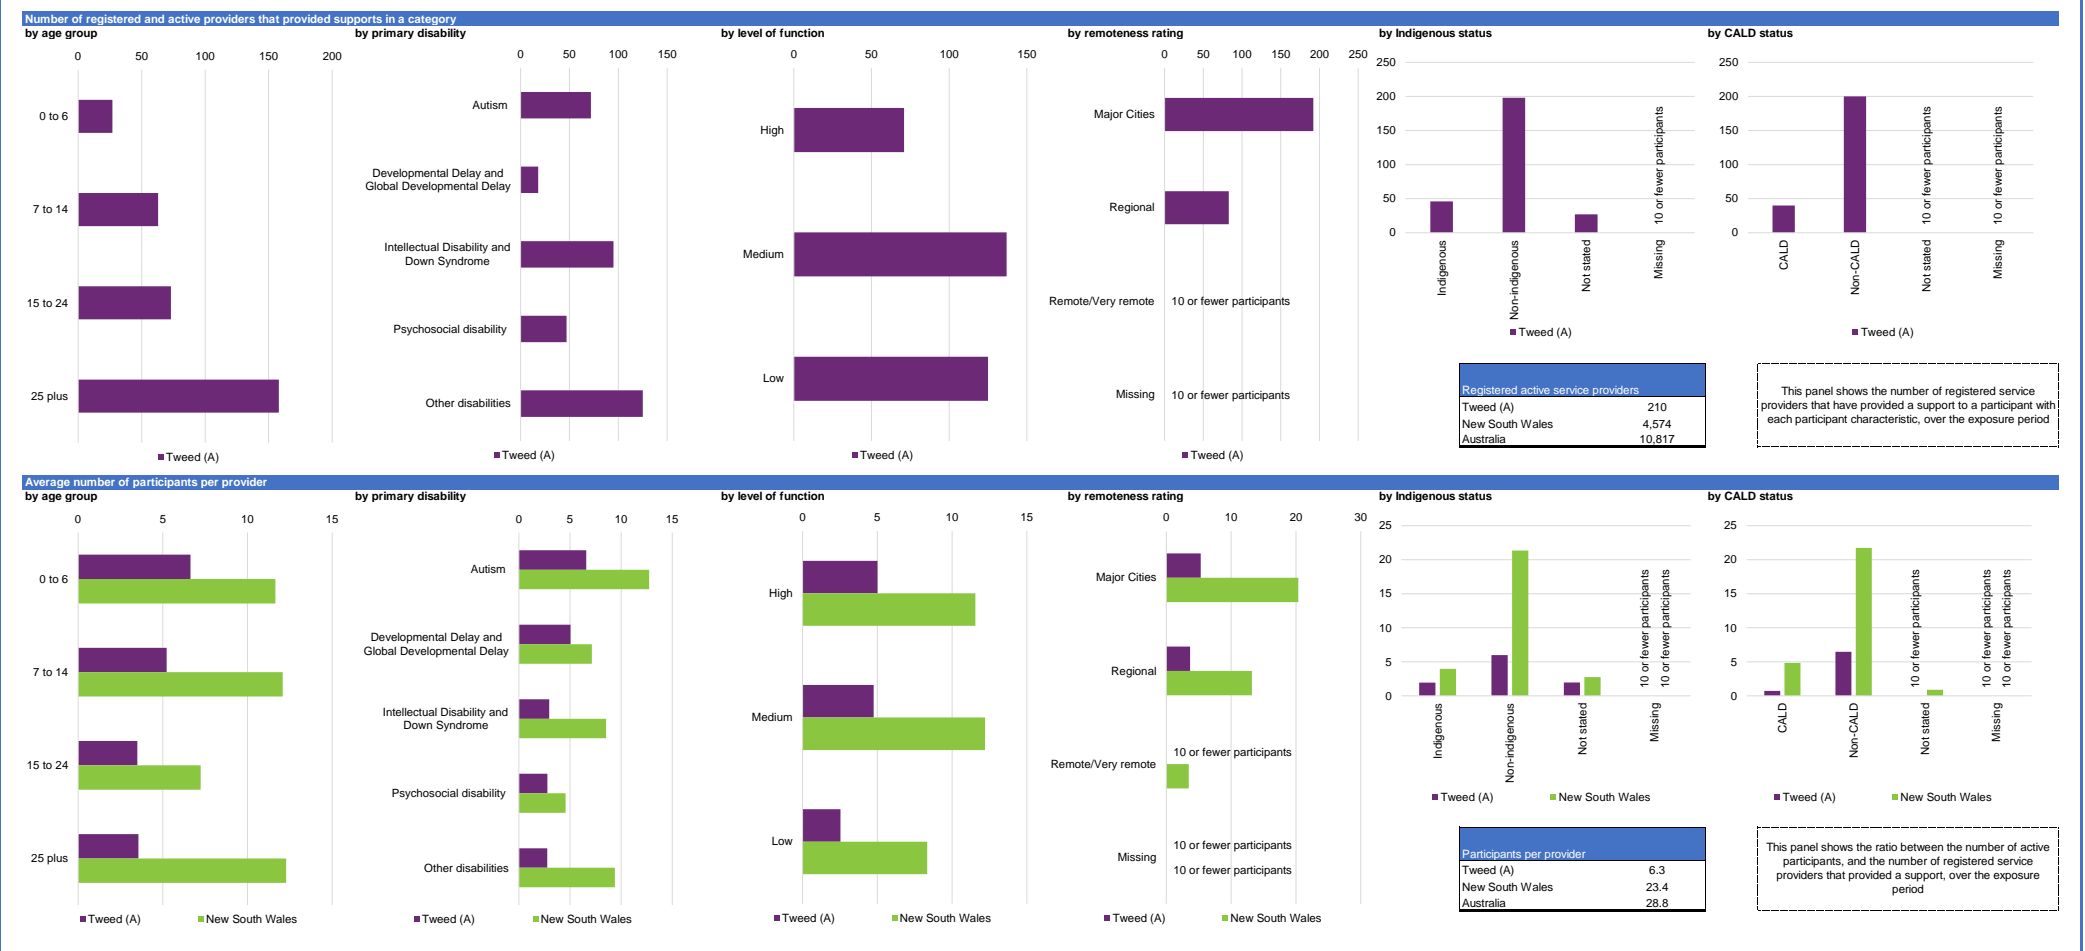 Number of registered and active providers that provided supports in a category
by age group
0 50 100 150 200
0 to 6
7 to 14
15 to 24
25 plus
Tweed (A)
by primary disability
0 50 100 150
Autism
Developmental Delay and
Global Developmental Delay
Intellectual Disability and
Down Syndrome
Psychosocial disability
Other disabilities
Tweed (A)
by level of function
0 50 100 150
High
Medium
Low
Tweed (A)
by remoteness rating
0 50 100 150 200 250
Major Cities
Regional
Remote/Very remote 10 or fewer participants
Missing 10 or fewer participants
Tweed (A)
by Indigenous status
250
200
150
100
50
0
10 or fewer participants
Indigenous
Non-indigenous
Not stated
Missing
Tweed (A)
by CALD status
250
200
150
100
50
0
10 or fewer participants
10 or fewer participants
CALD
Non-CALD
Not stated
Missing
Tweed (A)
Registered active service providers
Tweed (A) 210
New South Wales 4,574
Australia 10,817
This panel shows the number of registered service
providers that have provided a support to a participant with
each participant characteristic, over the exposure period
Average number of participants per provider
by age group
0 5 10 15
0 to 6
7 to 14
15 to 24
25 plus
Tweed (A) New South Wales
by primary disability
0 5 10 15
Autism
Developmental Delay and
Global Developmental Delay
Intellectual Disability and
Down Syndrome
Psychosocial disability
Other disabilities
Tweed (A) New South Wales
by level of function
0 5 10 15
High
Medium
Low
Tweed (A) New South Wales
by remoteness rating
0 10 20 30
Major Cities
Regional
10 or fewer participants
Remote/Very remote
10 or fewer participants
Missing
10 or fewer participants
Tweed (A) New South Wales
by Indigenous status
25
20
15
10
5
0
10 or fewer participants
10 or fewer participants
Indigenous
Non-indigenous
Not stated
Missing
Tweed (A) New South Wales
by CALD status
25
20
15
10
5
0
10 or fewer participants
10 or fewer participants
10 or fewer participants
CALD
Non-CALD
Not stated
Missing
Tweed (A) New South Wales
Participants per provider
Tweed (A) 6.3
New South Wales 23.4
Australia 28.8
This panel shows the ratio between the number of active
participants, and the number of registered service
providers that provided a support, over the exposure
period